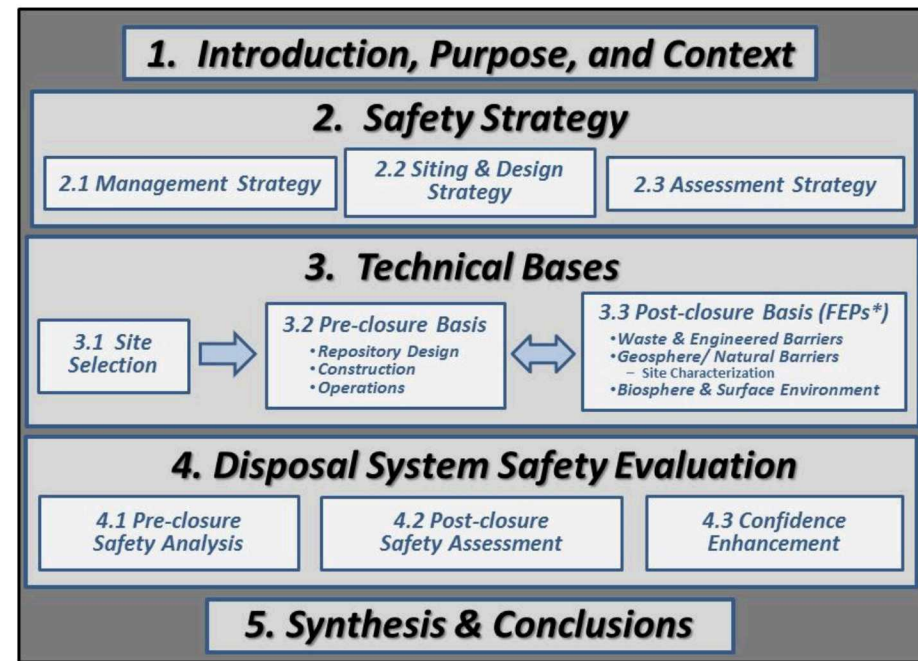 1. Introduction, Purpose, and Context
2. Safety Strategy
2.1 Management Strategy
2.2 Siting & Design
Strategy
2.3 Assessment Strategy
3. Technical Bases
3.1 Site
Selection
3.2 Pre-closure Basis
•Repository Design
•Construction
•Operations
3.3 Post-closure Basis (FEPs*)
•Waste & Engineered Barriers
•Geosphere/ Natural Barriers
– Site Characterization
•Biosphere & Surface Environment
4. Disposal System Safety Evaluation
4.1 Pre-closure
Safety Analysis
4.2 Post-closure
Safety Assessment
4.3 Confidence
Enhancement
5. Synthesis & Conclusions